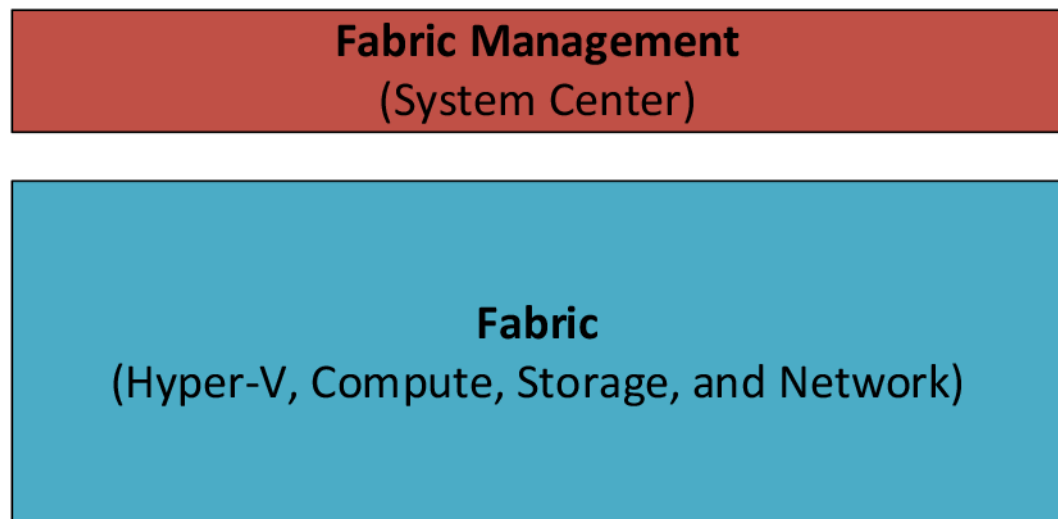 Fabric Management
(System Center)
Fabric
(Hyper-V, Compute, Storage, and Network)